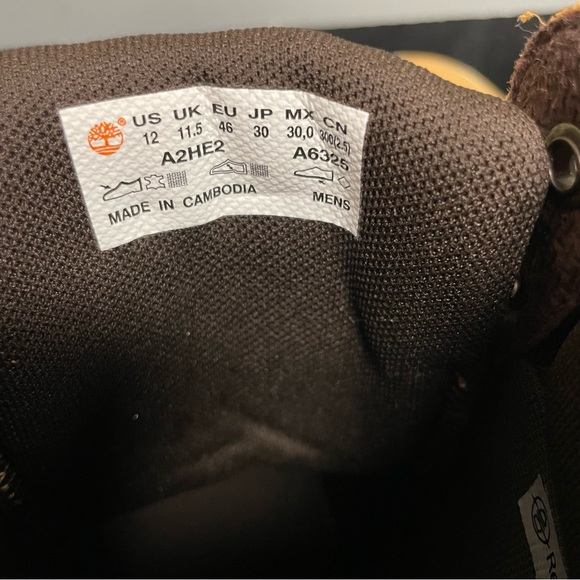 US UK EU JP MX CN
12 11.5 46 30 30,0 300(2.5)
A2HE2 A6325
MADE IN CAMBODIA MENS
Re